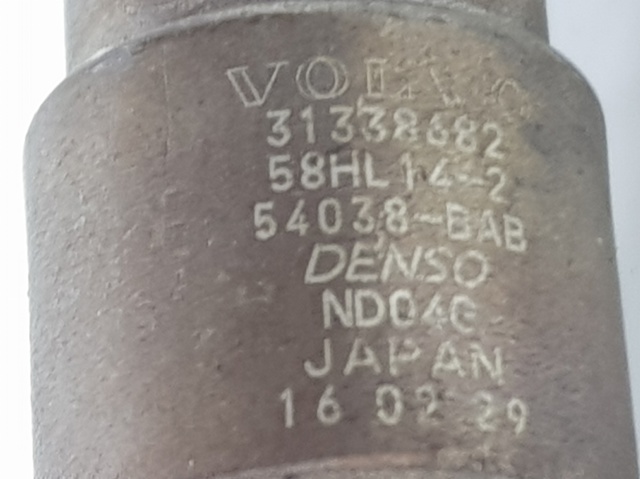 VOLVO
31338682
58HL14-2
54038-BAB
DENSO
ND04G
JAPAN
16 02 29